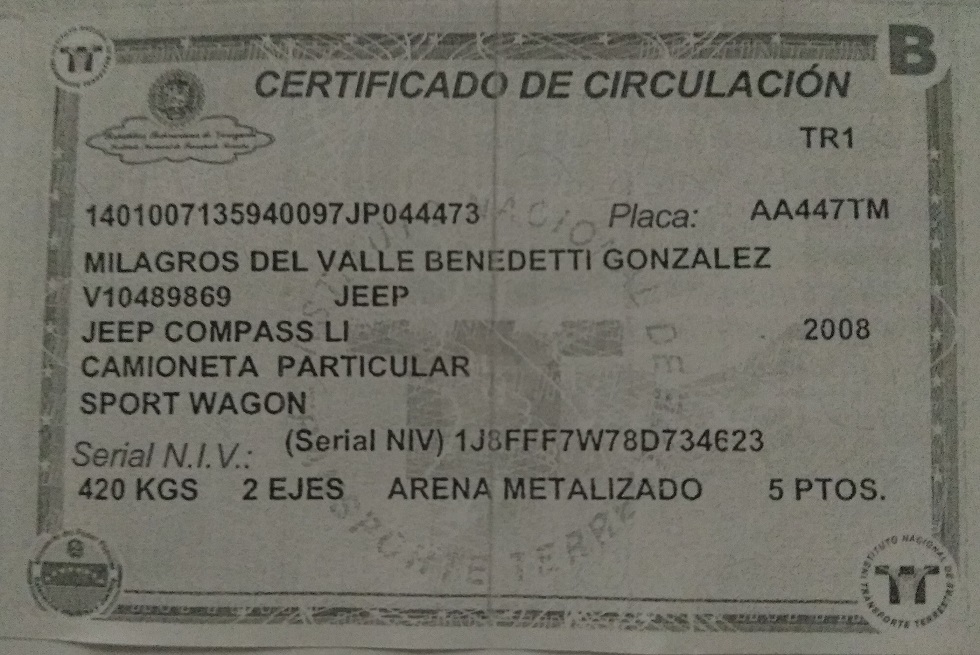 B
CERTIFICADO DE CIRCULACIÓN
TR1
1401007135940097JP044473 Placa: AA447TM
MILAGROS DEL VALLE BENEDETTI GONZALEZ
V10489869 JEEP
JEEP COMPASS LI 2008
CAMIONETA PARTICULAR
SPORT WAGON
Serial N.I.V.: (Serial NIV) 1J8FFF7W78D734623
420 KGS 2 EJES ARENA METALIZADO 5 PTOS.
INSTITUTO NACIONAL DE TRANSPORTE TERRESTRE